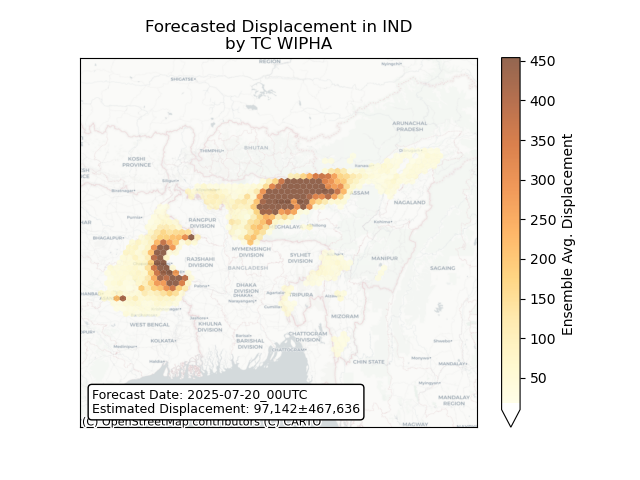 Forecasted Displacement in IND
by TC WIPHA
REGION
ARUNACHAL
PRADESH
KOSHI
PROVINCE
BHUTAN
ASSAM
NAGALAND
RANGPUR
DIVISION
MYMENSINGH
DIVISION
SYLHET
DIVISION
MANIPUR
RAJSHAHI
DIVISION
BANGLADESH
SAGAING
DHAKA
DIVISION
TRIPURA
MIZORAM
WEST BENGAL
KHULNA
DIVISION
BARISHAL
DIVISION
CHATTOGRAM
DIVISION
CHIN STATE
MANDALAY
REGION
Forecast Date: 2025-07-20_00UTC
Estimated Displacement: 97,142±467,636
(C) OpenStreetMap contributors (C) CARTO
450
400
350
300
250
200
150
100
50
Ensemble Avg. Displacement